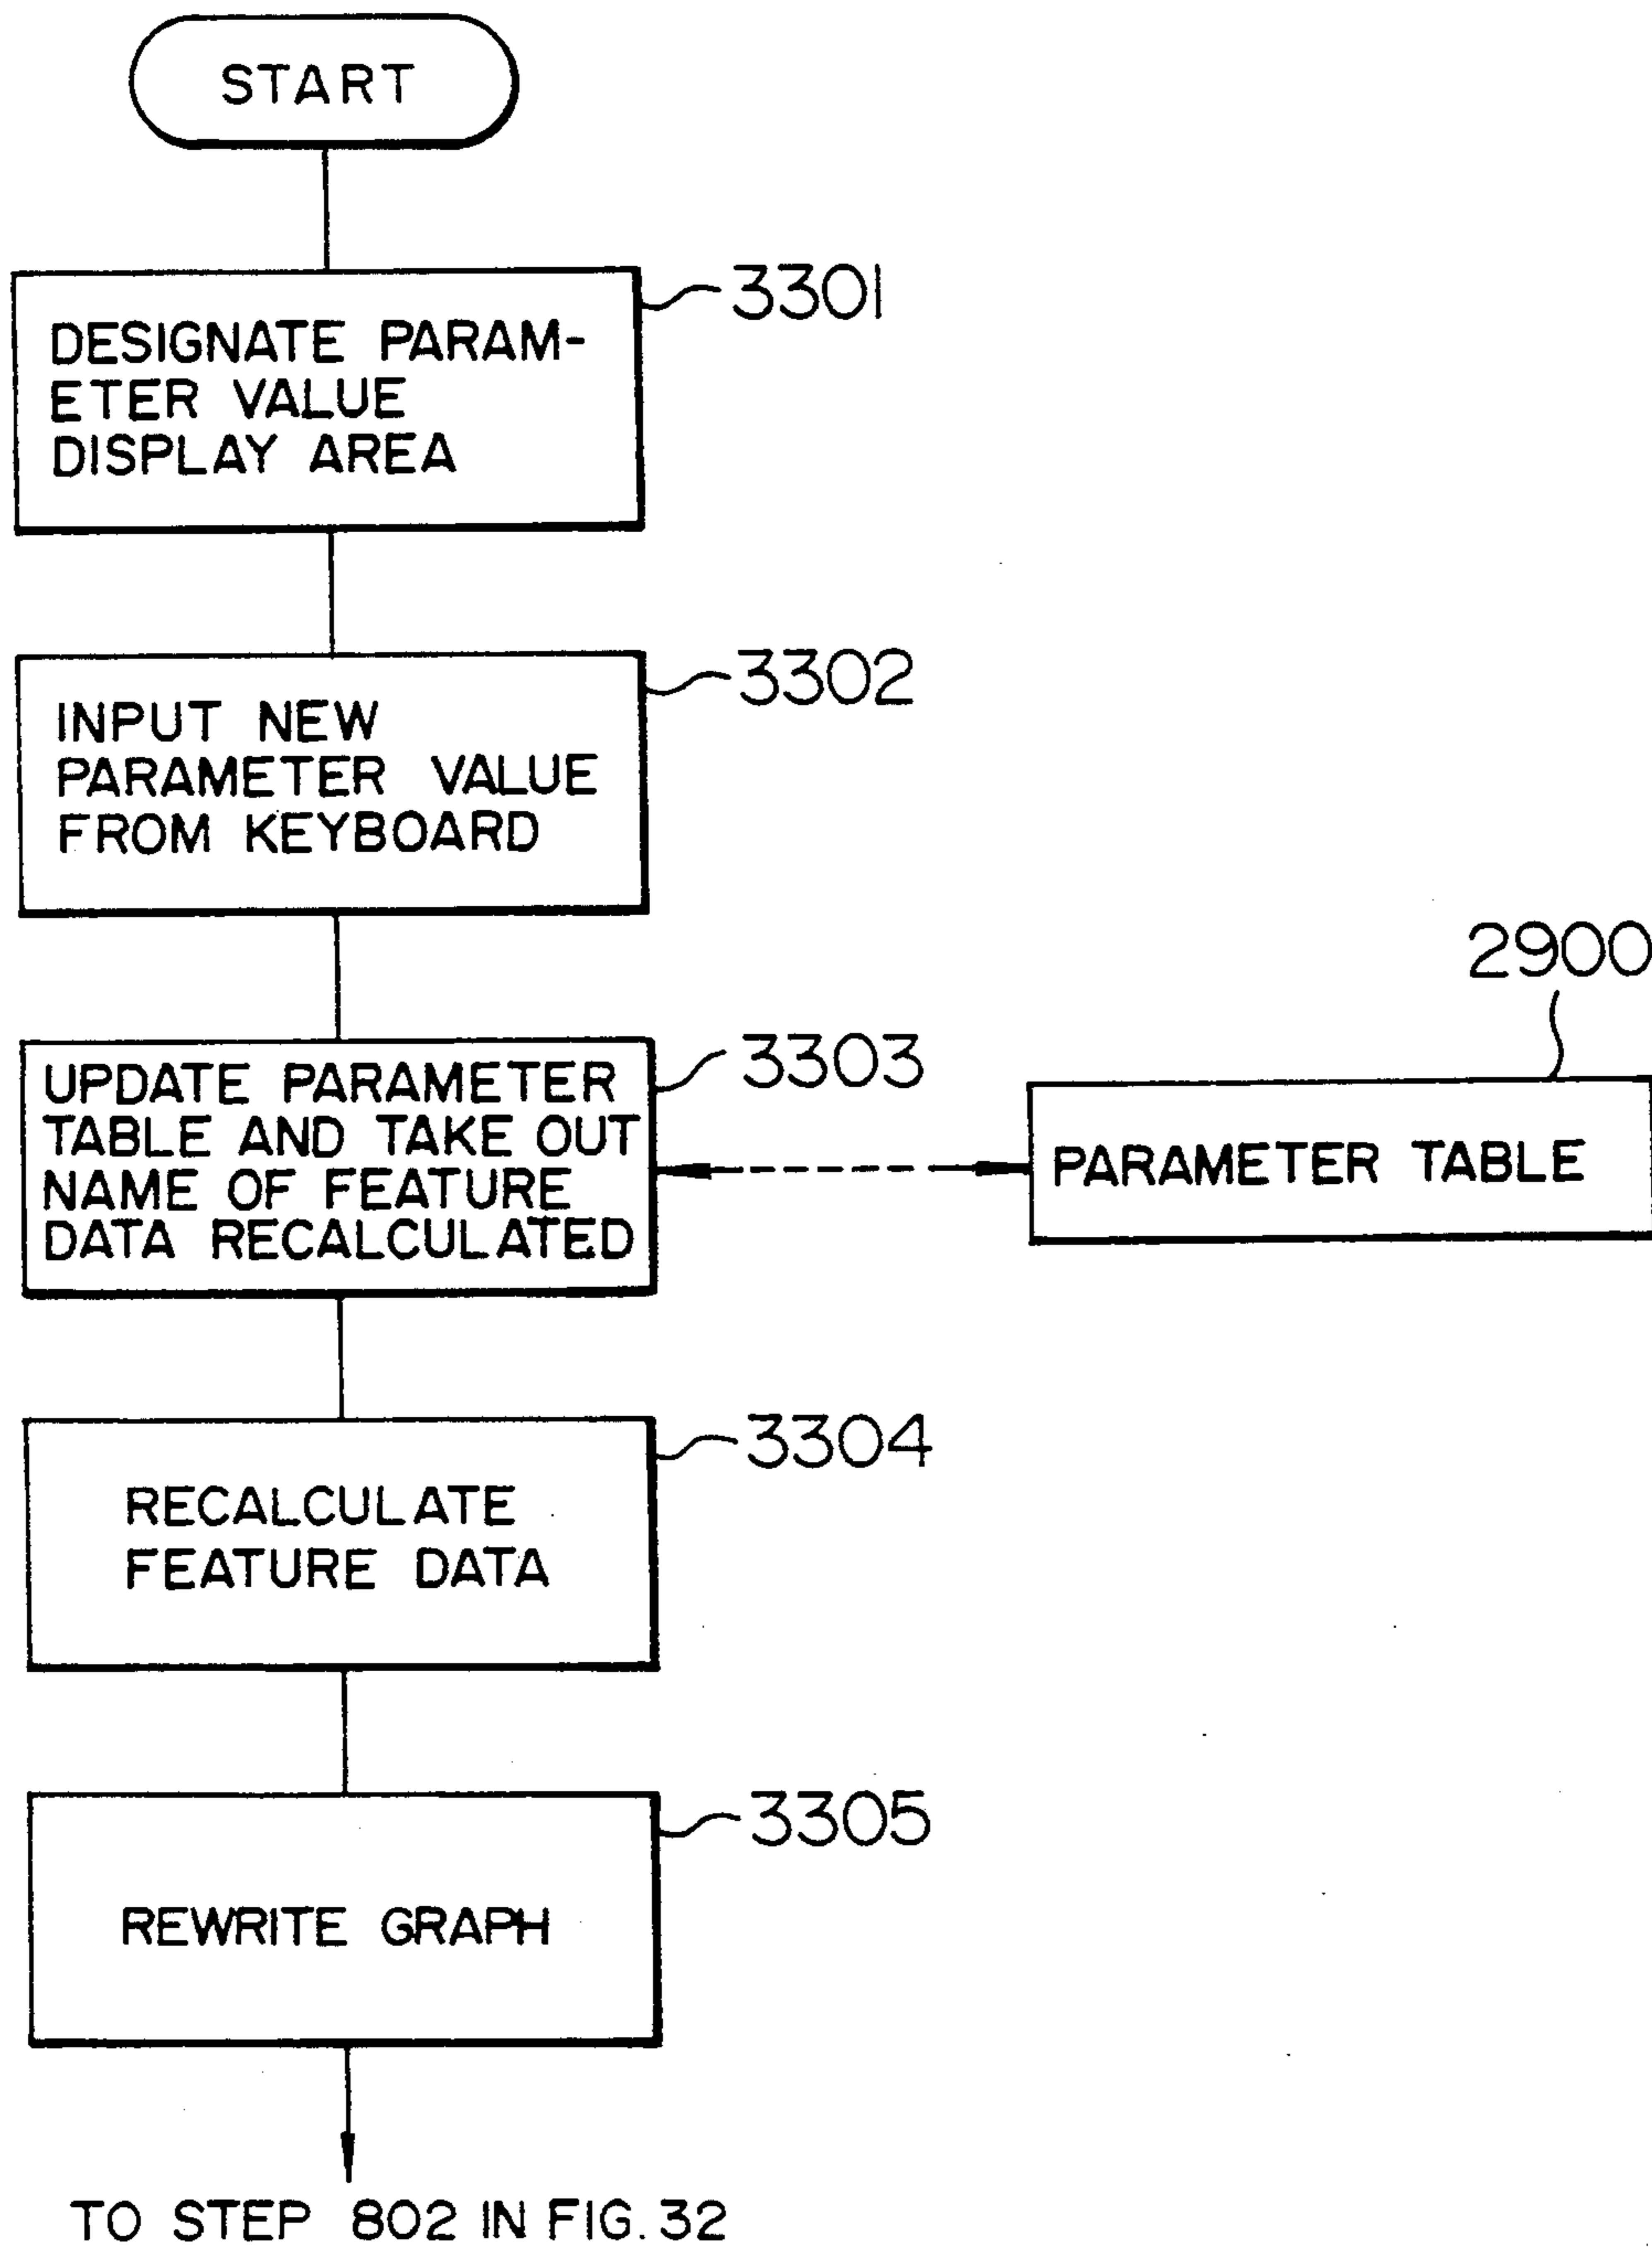 START
3301
DESIGNATE PARAM-
ETER VALUE
DISPLAY AREA
3302
INPUT NEW
PARAMETER VALUE
FROM KEYBOARD
3303
UPDATE PARAMETER
TABLE AND TAKE OUT
NAME OF FEATURE
DATA RECALCULATED
2900
PARAMETER TABLE
3304
RECALCULATE
FEATURE DATA
3305
REWRITE GRAPH
TO STEP 802 IN FIG. 32